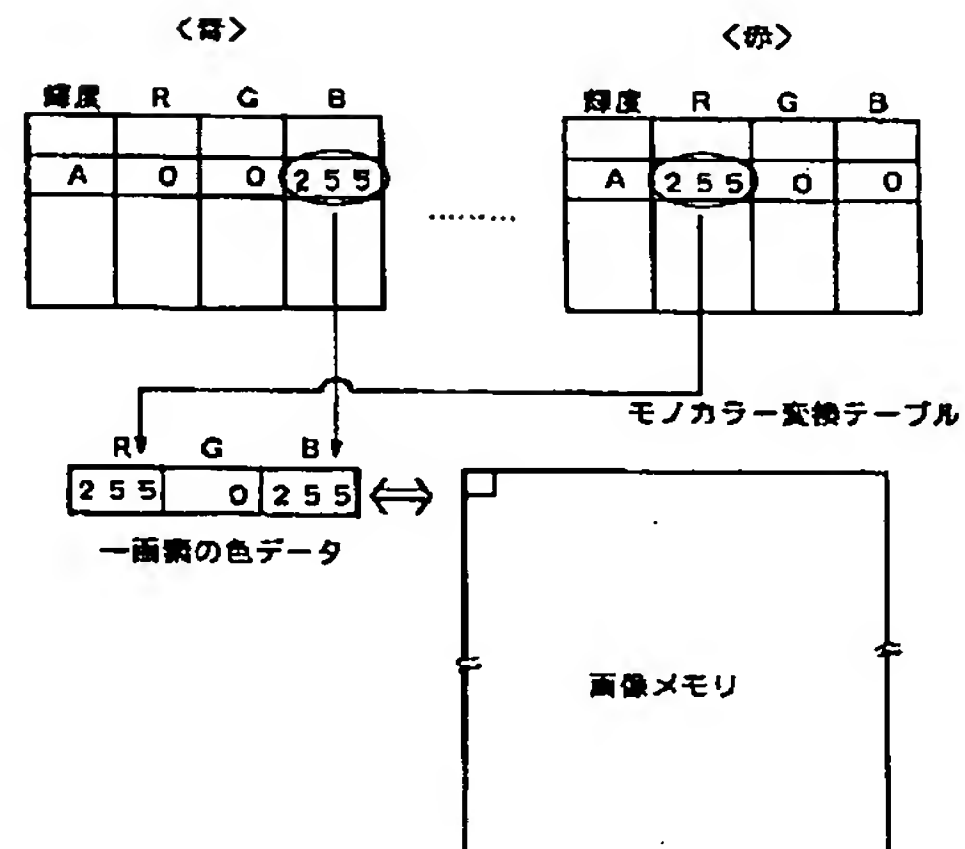 〈青〉
〈赤〉
輝度 R G B
A 0 0 255
輝度 R G B
A 255 0 0
モノカラー変換テーブル
R G B
255 0 255
一画素の色データ
画像メモリ